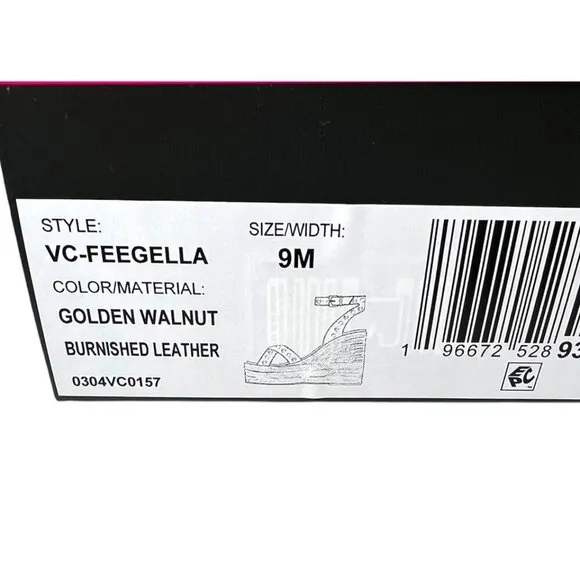 STYLE:
VC-FEEGELLA
COLOR/MATERIAL:
GOLDEN WALNUT
BURNISHED LEATHER
0304VC0157
SIZE/WIDTH:
9M
1 96672 528 93
EPC